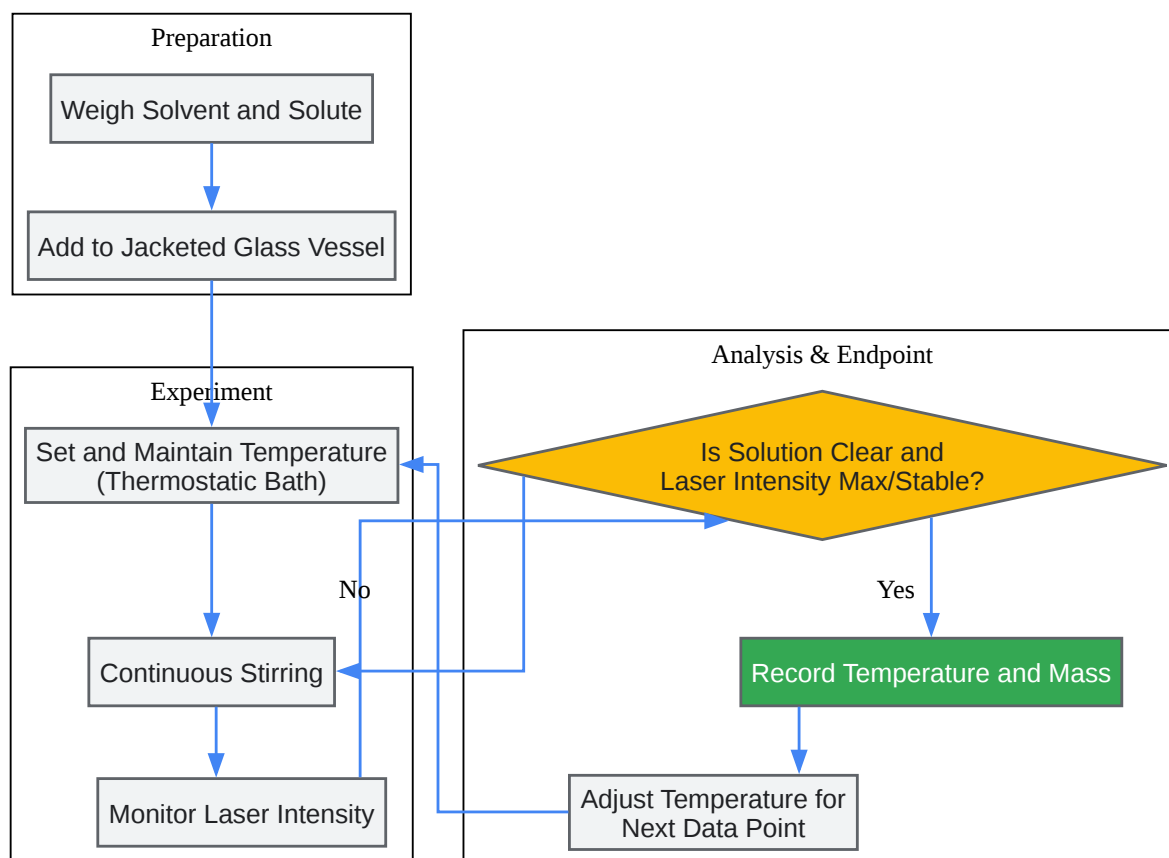 Preparation
Weigh Solvent and Solute
Add to Jacketed Glass Vessel
Experiment
Set and Maintain Temperature
(Thermostatic Bath)
Continuous Stirring
Monitor Laser Intensity
Analysis & Endpoint
Is Solution Clear and
Laser Intensity Max/Stable?
No
Yes
Record Temperature and Mass
Adjust Temperature for
Next Data Point